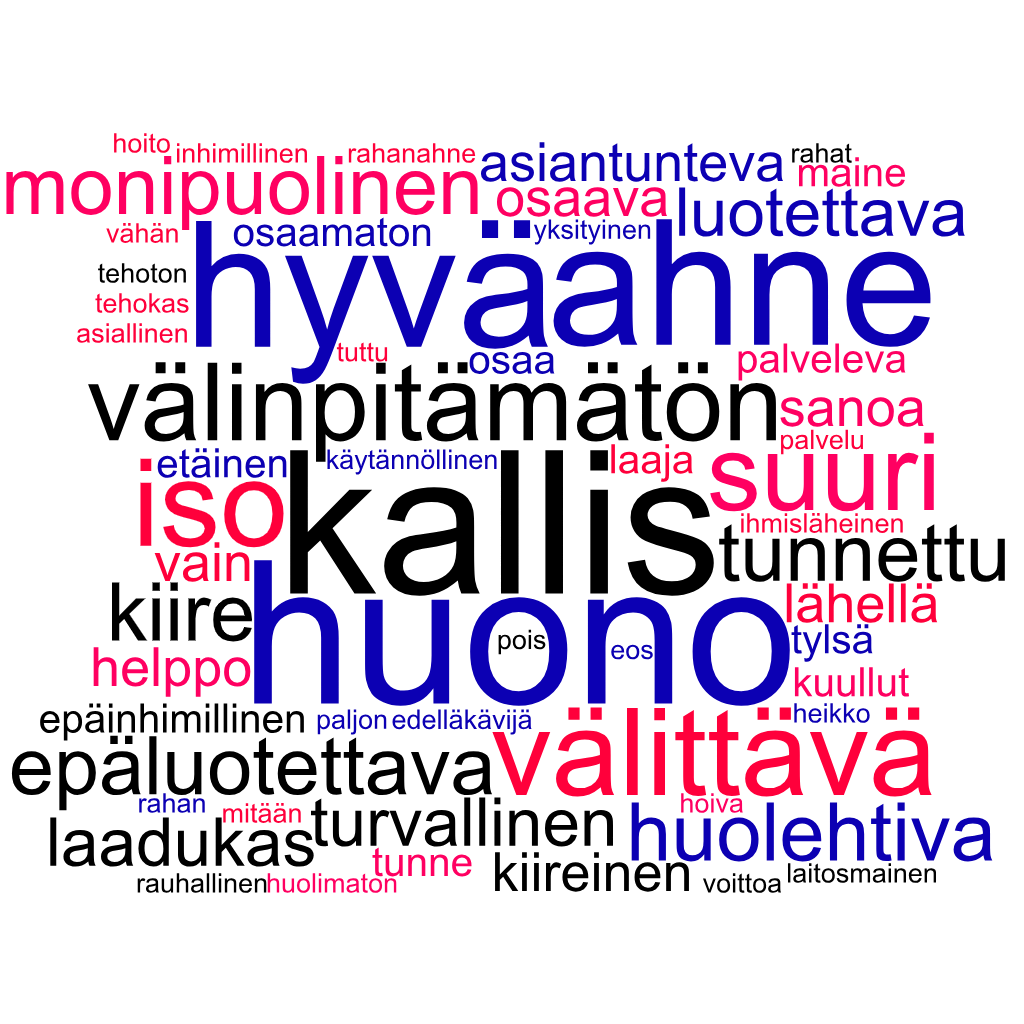 hoito inhimillinen rahanahne asiantunteva rahat
monipuolinen osaava maine
vähän osaamaton yksityinen luotettava
hyvä ahne
tehoton
tehokas
asiallinen
tuttu osaa palveleva
välinpitämätön sanoa
palvelu
etäinen käytännöllinen laaja suuri
iso kallis ihmisläheinen
vain tunnettu
kiire huono lähellä
pois eos tylsä
helppo kuullut
epäinhimillinen paljon edelläkävijä heikko
epäluotettava välittävä
rahan mitään hoiva
laadukas turvallinen huolehtiva
tunne kiireinen laitosmainen
rauhallinen huolimaton voittoa